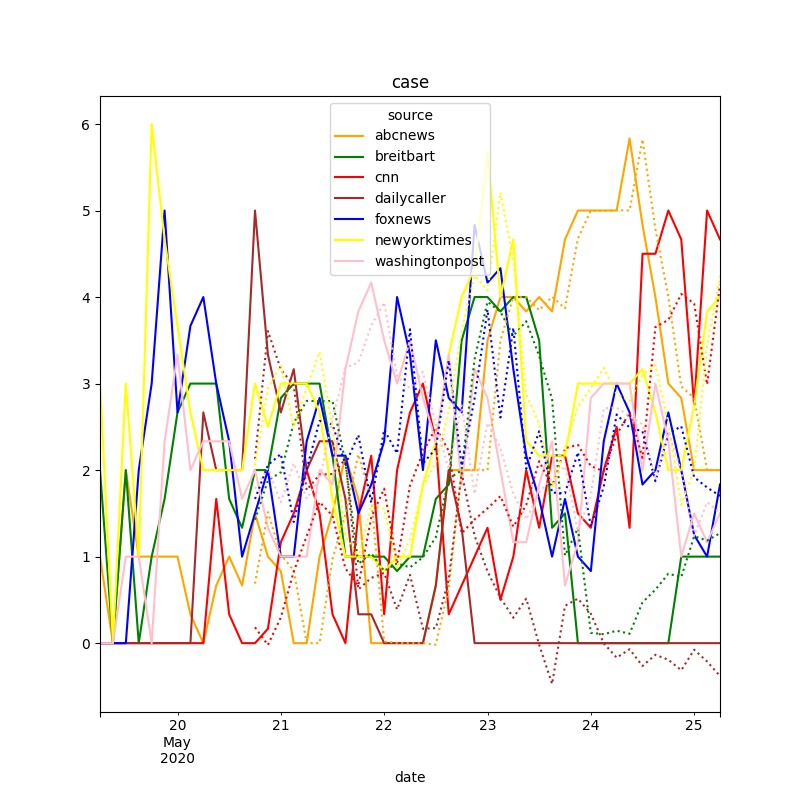 case
source
abcnews
breitbart
cnn
dailycaller
foxnews
newyorktimes
washingtonpost
6
5
4
3
2
1
0
20 21 22 23 24 25
May
2020
date